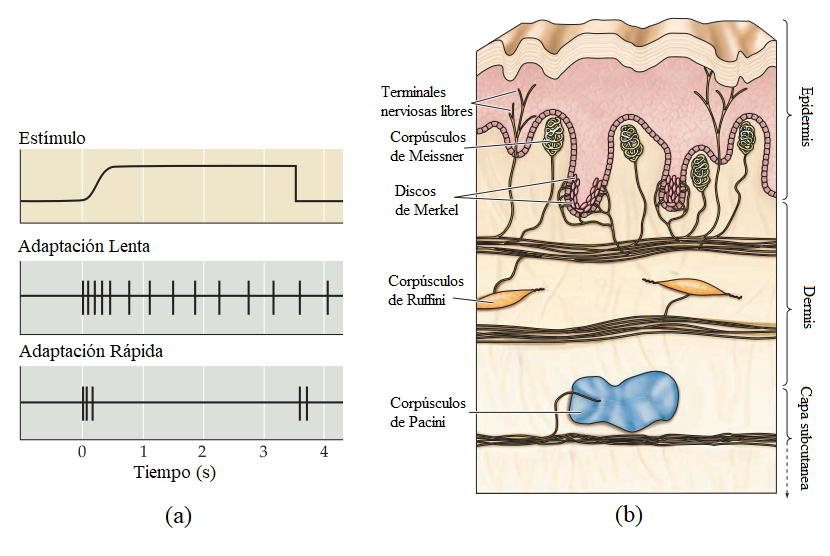 Estímulo
Adaptación Lenta
Adaptación Rápida
0 1 2 3 4
Tiempo (s)
(a)
Terminales
nerviosas libres
Corpúsculos
de Meissner
Discos
de Merkel
Corpúsculos
de Ruffini
Corpúsculos
de Pacini
Epidermis
Dermis
Capa subcutanea
(b)